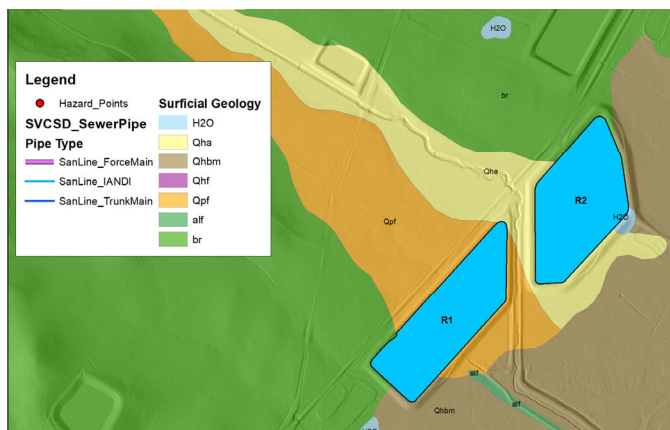 Legend
Hazard_Points
SVCSD_SewerPipe
Pipe Type
SanLine_ForceMain
SanLine_IANDI
SanLine_TrunkMain
Surficial Geology
H2O
Qha
Qhbm
Qhf
Qpf
alf
br
H2O
br
Qha
Qpf
R2
H2O
R1
alf
alf
Qhbm
H2O